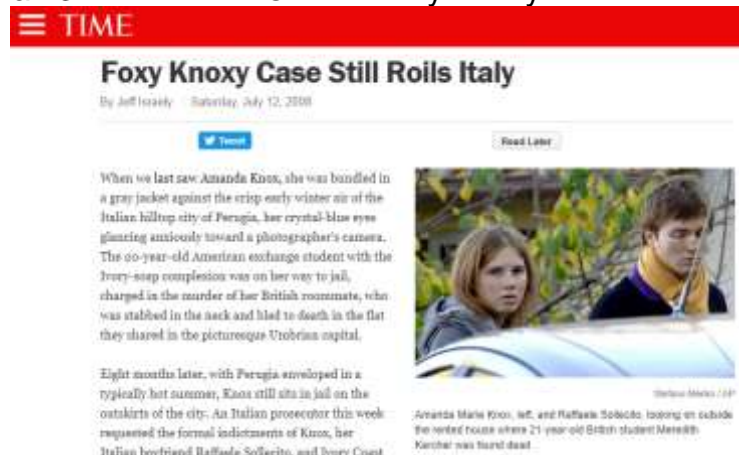 TIME
Foxy Knoxy Case Still Roils Italy
By Jeff Israely Saturday, July 12, 2008
Tweet
Read Later
When we last saw Amanda Knox, she was bundled in
a gray jacket against the crisp early winter air of the
Italian hilltop city of Perugia, her crystal-blue eyes
glancing anxiously toward a photographer's camera.
The 20-year-old American exchange student with the
Ivory-soap complexion was on her way to jail,
charged in the murder of her British roommate, who
was stabbed in the neck and bled to death in the flat
they shared in the picturesque Umbrian capital.
Eight months later, with Perugia enveloped in a
typically hot summer, Knox still sits in jail on the
outskirts of the city. An Italian prosecutor this week
requested the formal indictments of Knox, her
Italian boyfriend Raffaele Sollecito, and Ivory Coast
/ AP
Amanda Marie Knox, left, and Raffaele Sollecito, looking on outside
the rented house where 21-year-old British student Meredith
Kercher was found dead